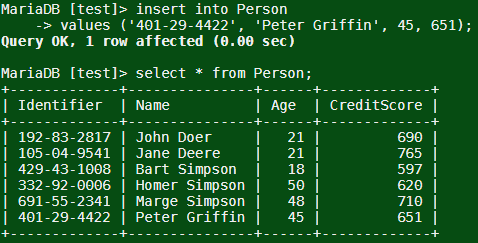 MariaDB [test]> insert into Person
    -> values ('401-29-4422', 'Peter Griffin', 45, 651);
Query OK, 1 row affected (0.00 sec)

MariaDB [test]> select * from Person;
+-------------+---------------+------+-------------+
| Identifier  | Name          | Age  | CreditScore |
+-------------+---------------+------+-------------+
| 192-83-2817 | John Doer     |   21 |         690 |
| 105-04-9541 | Jane Deere    |   21 |         765 |
| 429-43-1008 | Bart Simpson  |   18 |         597 |
| 332-92-0006 | Homer Simpson |   50 |         620 |
| 691-55-2341 | Marge Simpson |   48 |         710 |
| 401-29-4422 | Peter Griffin |   45 |         651 |
+-------------+---------------+------+-------------+